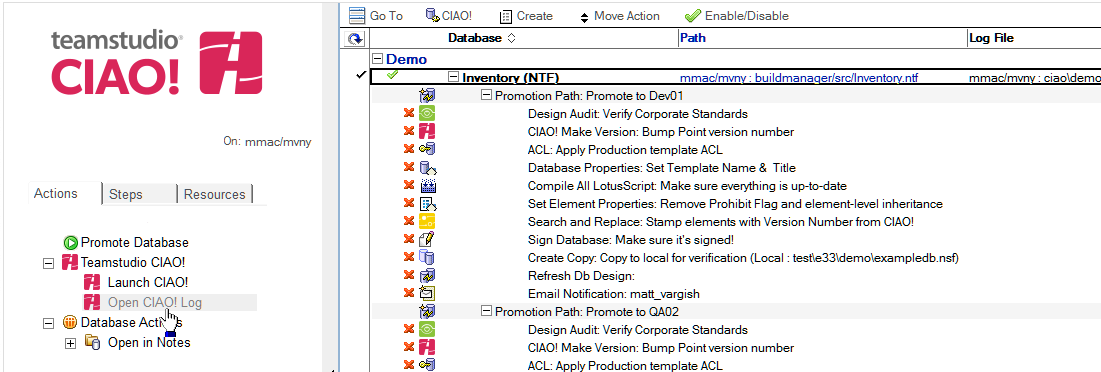 teamstudio®
CIAO!
On: mmac/mvny
Actions Steps Resources
Promote Database
Teamstudio CIAO!
Launch CIAO!
Open CIAO! Log
Database Actions
Open in Notes
Go To CIAO! Create Move Action Enable/Disable
Database Path Log File
Demo
Inventory (NTF) mmac/mvny : buildmanager/src/Inventory.ntf mmac/mvny : ciao\demo
Promotion Path: Promote to Dev01
Design Audit: Verify Corporate Standards
CIAO! Make Version: Bump Point version number
ACL: Apply Production template ACL
Database Properties: Set Template Name & Title
Compile All LotusScript: Make sure everything is up-to-date
Set Element Properties: Remove Prohibit Flag and element-level inheritance
Search and Replace: Stamp elements with Version Number from CIAO!
Sign Database: Make sure it's signed!
Create Copy: Copy to local for verification (Local : test\e33\demo\exampledb.nsf)
Refresh Db Design:
Email Notification: matt_vargish
Promotion Path: Promote to QA02
Design Audit: Verify Corporate Standards
CIAO! Make Version: Bump Point version number
ACL: Apply Production template ACL